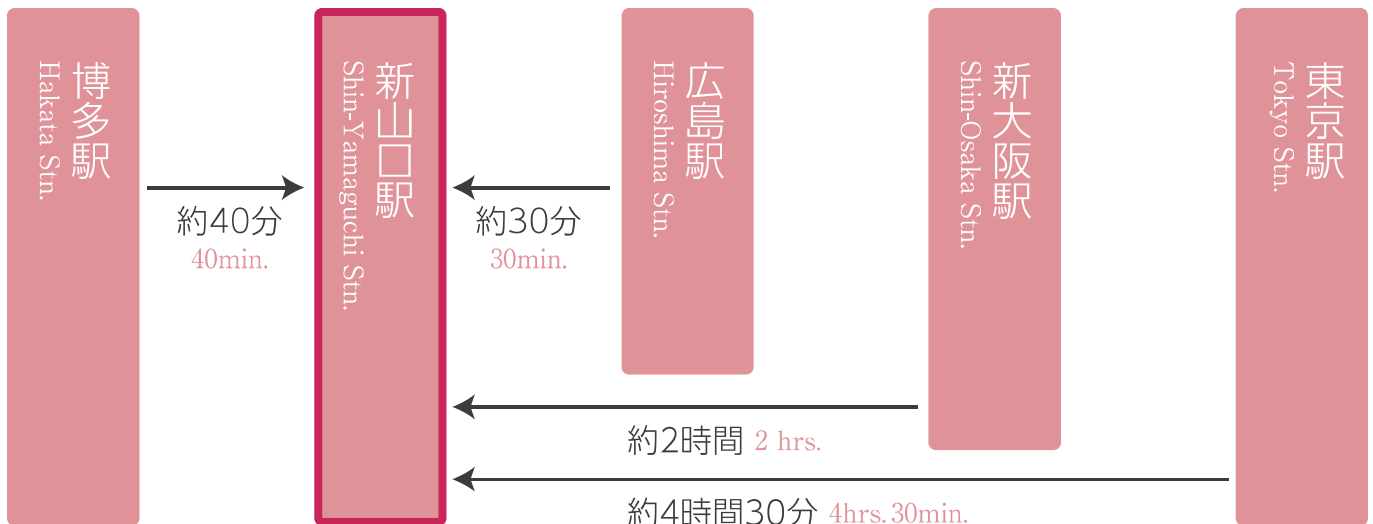 博多駅
Hakata Stn.
約40分
40min.
新山口駅
Shin-Yamaguchi Stn.
約30分
30min.
広島駅
Hiroshima Stn.
新大阪駅
Shin-Osaka Stn.
約2時間 2 hrs.
東京駅
Tokyo Stn.
約4時間30分 4hrs. 30min.